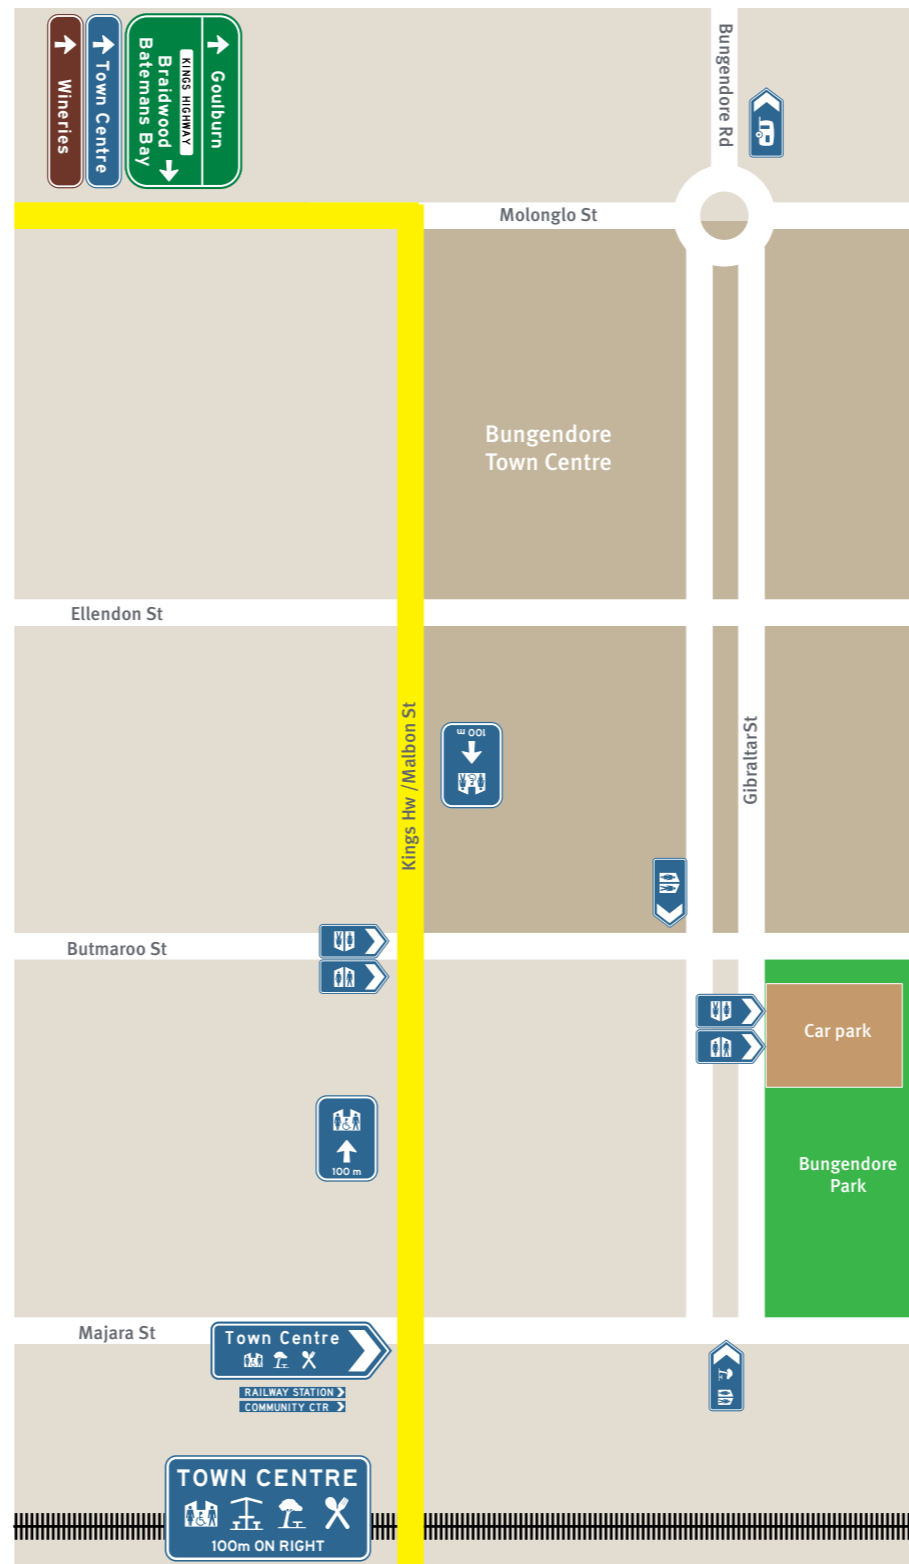 Goulburn
KINGS HIGHWAY
Braidwood
Batemans Bay
Town Centre
Wineries
Bungendore Rd
Molonglo St
Bungendore
Town Centre
Ellendon St
Kings Hw /Malbon St
100 m
GibraltarSt
Butmaroo St
Car park
100 m
Bungendore
Park
Majara St
Town Centre
RAILWAY STATION
COMMUNITY CTR
TOWN CENTRE
100m ON RIGHT